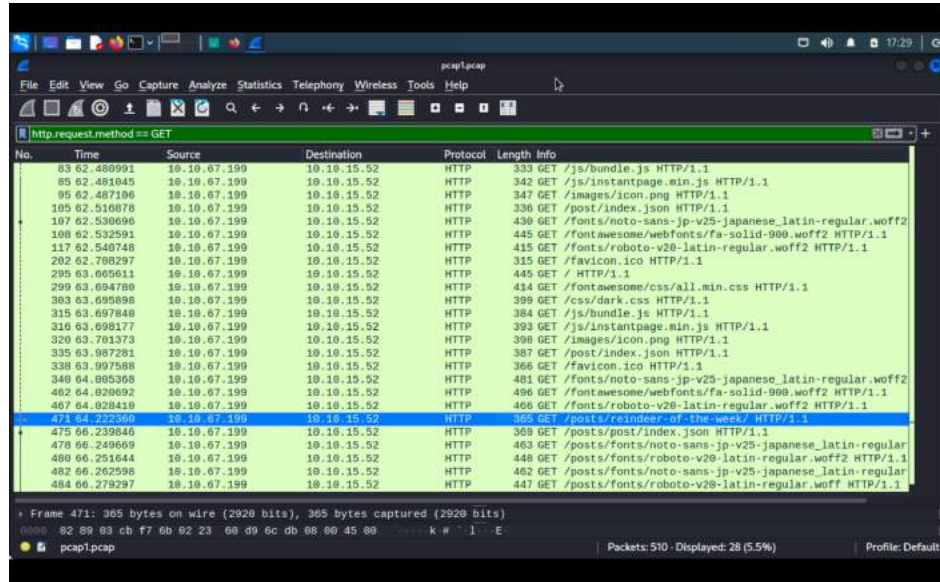 17:29
G
pcap1.pcap
File Edit View Go Capture Analyze Statistics Telephony Wireless Tools Help
http.request.method == GET
No. Time Source Destination Protocol Length Info
83 62.480991 10.10.67.199 10.10.15.52 HTTP 333 GET /js/bundle.js HTTP/1.1
85 62.481045 10.10.67.199 10.10.15.52 HTTP 342 GET /js/instantpage.min.js HTTP/1.1
95 62.487106 10.10.67.199 10.10.15.52 HTTP 347 GET /images/icon.png HTTP/1.1
105 62.516878 10.10.67.199 10.10.15.52 HTTP 336 GET /post/index.json HTTP/1.1
107 62.530696 10.10.67.199 10.10.15.52 HTTP 430 GET /fonts/noto-sans-jp-v25-japanese_latin-regular.woff2
108 62.532591 10.10.67.199 10.10.15.52 HTTP 445 GET /fontawesome/webfonts/fa-solid-900.woff2 HTTP/1.1
117 62.540748 10.10.67.199 10.10.15.52 HTTP 415 GET /fonts/roboto-v20-latin-regular.woff2 HTTP/1.1
202 62.708297 10.10.67.199 10.10.15.52 HTTP 315 GET /favicon.ico HTTP/1.1
295 63.665611 10.10.67.199 10.10.15.52 HTTP 445 GET / HTTP/1.1
299 63.694780 10.10.67.199 10.10.15.52 HTTP 414 GET /fontawesome/css/all.min.css HTTP/1.1
303 63.695898 10.10.67.199 10.10.15.52 HTTP 399 GET /css/dark.css HTTP/1.1
315 63.697840 10.10.67.199 10.10.15.52 HTTP 384 GET /js/bundle.js HTTP/1.1
316 63.698177 10.10.67.199 10.10.15.52 HTTP 393 GET /js/instantpage.min.js HTTP/1.1
320 63.701373 10.10.67.199 10.10.15.52 HTTP 398 GET /images/icon.png HTTP/1.1
335 63.987281 10.10.67.199 10.10.15.52 HTTP 387 GET /post/index.json HTTP/1.1
338 63.997588 10.10.67.199 10.10.15.52 HTTP 366 GET /favicon.ico HTTP/1.1
340 64.005368 10.10.67.199 10.10.15.52 HTTP 481 GET /fonts/noto-sans-jp-v25-japanese_latin-regular.woff2
462 64.020692 10.10.67.199 10.10.15.52 HTTP 496 GET /fontawesome/webfonts/fa-solid-900.woff2 HTTP/1.1
467 64.028410 10.10.67.199 10.10.15.52 HTTP 466 GET /fonts/roboto-v20-latin-regular.woff2 HTTP/1.1
471 64.222360 10.10.67.199 10.10.15.52 HTTP 365 GET /posts/reindeer-of-the-week/ HTTP/1.1
475 66.239846 10.10.67.199 10.10.15.52 HTTP 369 GET /posts/post/index.json HTTP/1.1
478 66.249669 10.10.67.199 10.10.15.52 HTTP 463 GET /posts/fonts/noto-sans-jp-v25-japanese_latin-regular
480 66.251644 10.10.67.199 10.10.15.52 HTTP 448 GET /posts/fonts/roboto-v20-latin-regular.woff2 HTTP/1.1
482 66.262598 10.10.67.199 10.10.15.52 HTTP 462 GET /posts/fonts/noto-sans-jp-v25-japanese_latin-regular
484 66.279297 10.10.67.199 10.10.15.52 HTTP 447 GET /posts/fonts/roboto-v20-latin-regular.woff HTTP/1.1
Frame 471: 365 bytes on wire (2920 bits), 365 bytes captured (2920 bits)
0000 02 89 03 cb f7 6b 02 23 60 d9 6c db 08 00 45 00 ·····k·#`·l···E·
pcap1.pcap
Packets: 510 · Displayed: 28 (5.5%)
Profile: Default